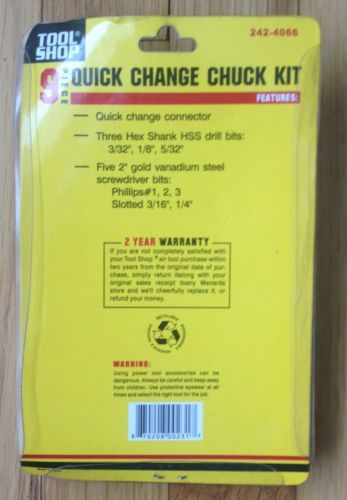 TOOL
SHOP
242-4066
9 PIECE QUICK CHANGE CHUCK KIT
FEATURES:
— Quick change connector
— Three Hex Shank HSS drill bits:
3/32", 1/8", 5/32"
— Five 2" gold vanadium steel
screwdriver bits:
Phillips#1, 2, 3
Slotted 3/16", 1/4"
2 YEAR WARRANTY
If you are not completely satisfied with
your Tool Shop ® air tool purchase within
two years from the original date of pur-
chase, simply return italong with your
original sales receipt toany Menards
store and we'll cheerfully replace it, or
refund your money.
RECYCLABLE
WARNING:
Using power tool accessories can be
dangerous. Always be careful and keep away from
children. Use protective eyewear at all
times and select the right tool for the job.